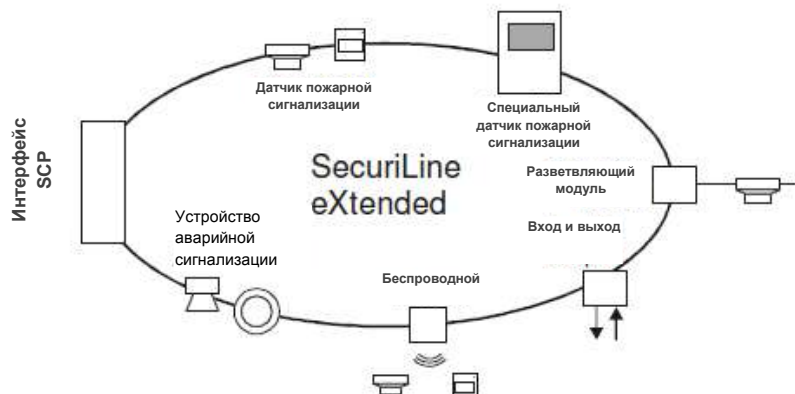 Датчик пожарной
сигнализации
Специальный
датчик пожарной
сигнализации
Интерфейс
SCP
SecuriLine
eXtended
Разветвляющий
модуль
Вход и выход
Устройство
аварийной
сигнализации
Беспроводной